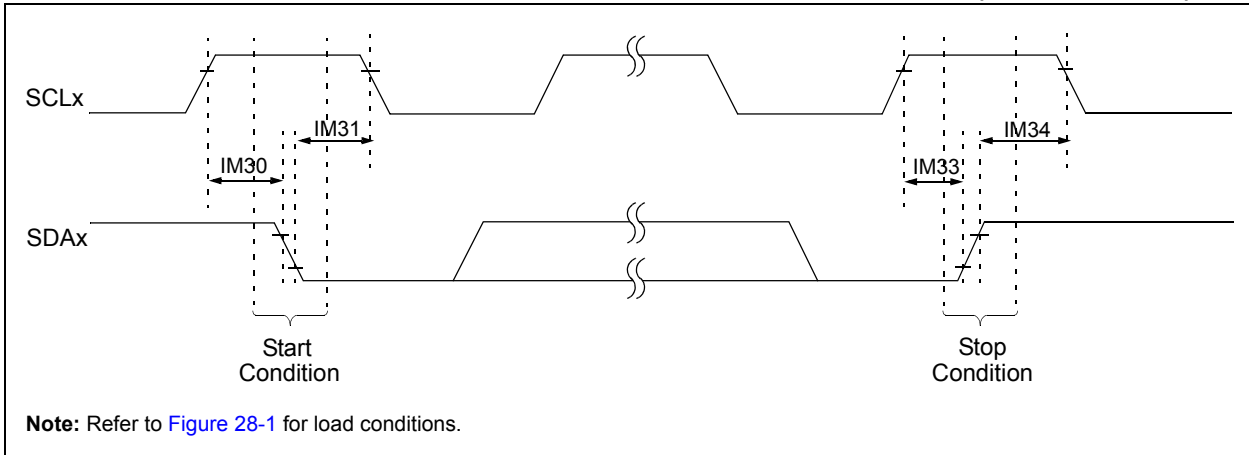 SCLx
IM31
IM34
IM30
IM33
SDAx
Start
Condition
Stop
Condition
Note: Refer to Figure 28-1 for load conditions.